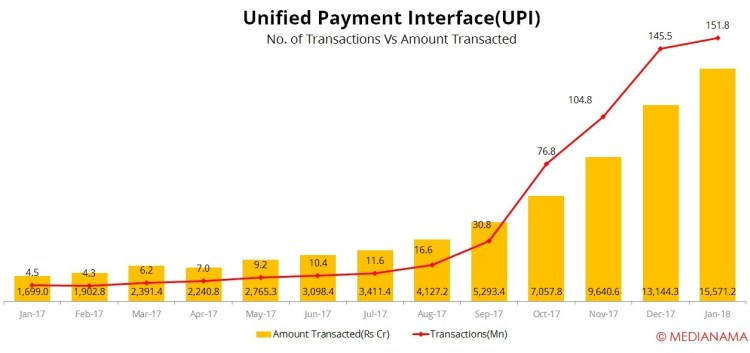 Unified Payment Interface(UPI)
No. of Transactions Vs Amount Transacted
4.5 4.3 6.2 7.0 9.2 10.4 11.6 16.6 30.8 76.8 104.8 145.5 151.8
1,699.0 1,902.8 2,391.4 2,240.8 2,765.3 3,098.4 3,411.4 4,127.2 5,293.4 7,057.8 9,640.6 13,144.3 15,571.2
Jan-17 Feb-17 Mar-17 Apr-17 May-17 Jun-17 Jul-17 Aug-17 Sep-17 Oct-17 Nov-17 Dec-17 Jan-18
Amount Transacted(Rs Cr) Transactions(Mn)
© MEDIANAMA